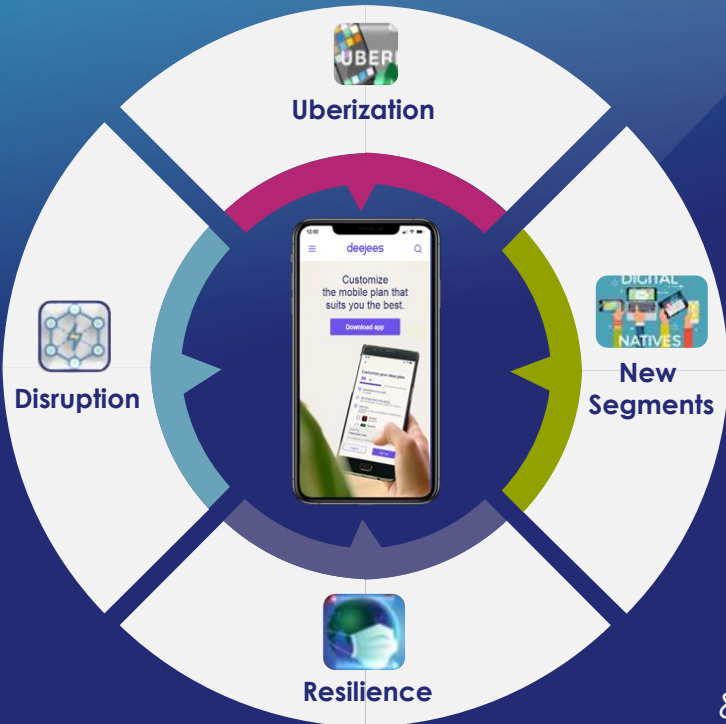 UBER
Uberization
12:00
deejees
Customize
the mobile plan that
suits you the best.
Download app
Customize your ideal plan
DIGITAL
NATIVES
New
Segments
Disruption
Resilience